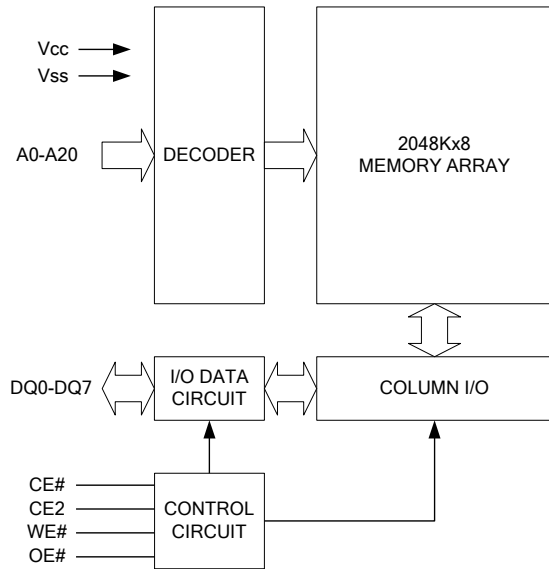 Vcc
Vss
A0-A20
DECODER
2048Kx8
MEMORY ARRAY
DQ0-DQ7
I/O DATA
CIRCUIT
COLUMN I/O
CE#
CE2
WE#
OE#
CONTROL
CIRCUIT